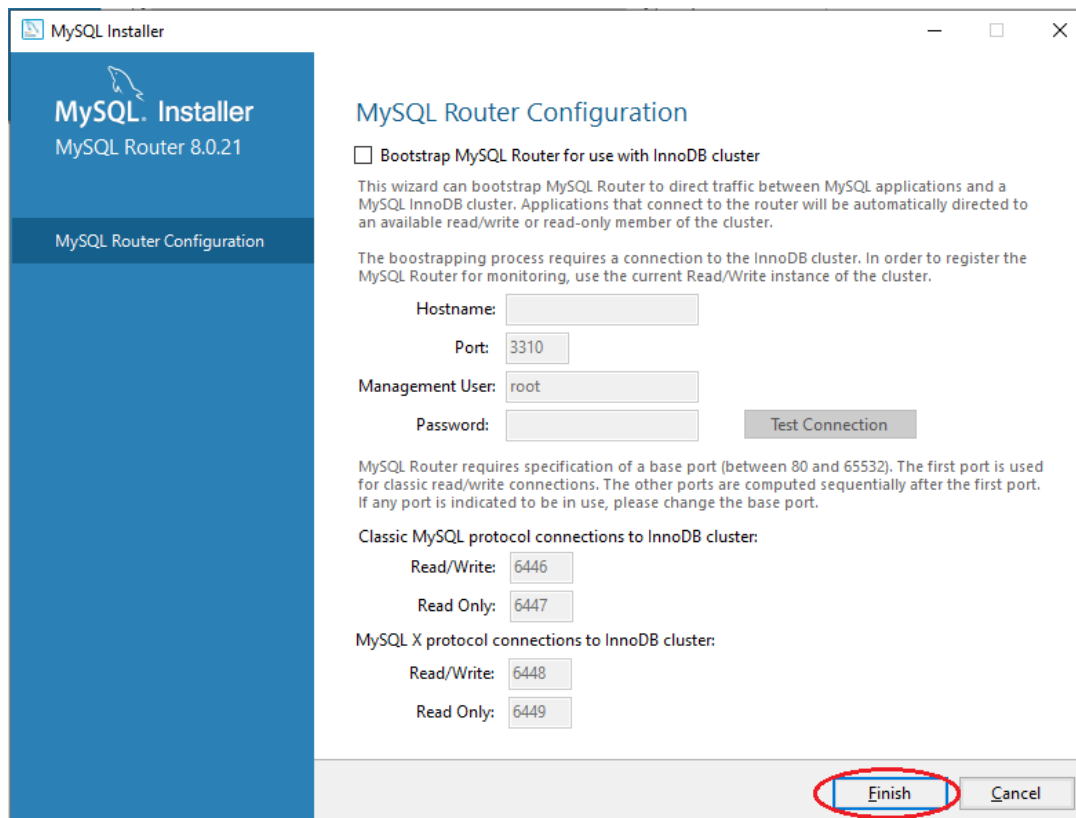 MySQL Installer
MySQL. Installer
MySQL Router 8.0.21
MySQL Router Configuration
MySQL Router Configuration
Bootstrap MySQL Router for use with InnoDB cluster
This wizard can bootstrap MySQL Router to direct traffic between MySQL applications and a
MySQL InnoDB cluster. Applications that connect to the router will be automatically directed to
an available read/write or read-only member of the cluster.
The boostrapping process requires a connection to the InnoDB cluster. In order to register the
MySQL Router for monitoring, use the current Read/Write instance of the cluster.
Hostname:
Port: 3310
Management User: root
Password: Test Connection
MySQL Router requires specification of a base port (between 80 and 65532). The first port is used
for classic read/write connections. The other ports are computed sequentially after the first port.
If any port is indicated to be in use, please change the base port.
Classic MySQL protocol connections to InnoDB cluster:
Read/Write: 6446
Read Only: 6447
MySQL X protocol connections to InnoDB cluster:
Read/Write: 6448
Read Only: 6449
Finish Cancel